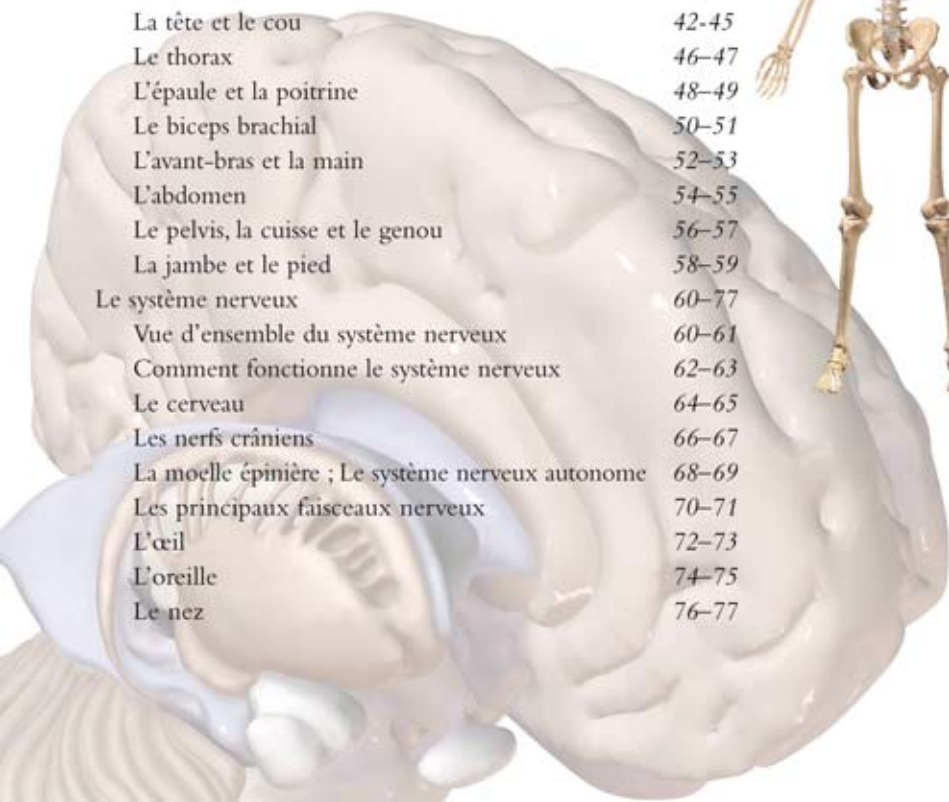 La tête et le cou 42-45
Le thorax 46–47
L'épaule et la poitrine 48–49
Le biceps brachial 50–51
L'avant-bras et la main 52–53
L'abdomen 54–55
Le pelvis, la cuisse et le genou 56–57
La jambe et le pied 58–59
Le système nerveux 60–77
Vue d'ensemble du système nerveux 60–61
Comment fonctionne le système nerveux 62–63
Le cerveau 64–65
Les nerfs crâniens 66–67
La moelle épinière ; Le système nerveux autonome 68–69
Les principaux faisceaux nerveux 70–71
L'œil 72–73
L'oreille 74–75
Le nez 76–77